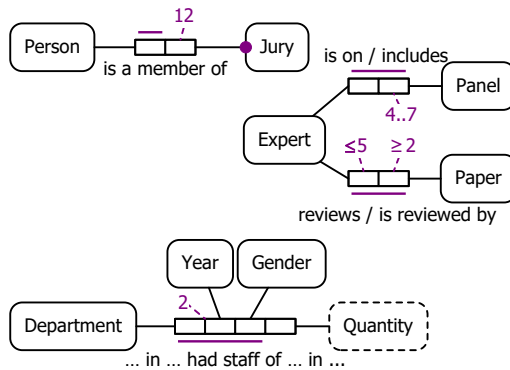 12
Person
Jury
is a member of
is on / includes
Panel
4..7
Expert
≤5
≥2
Paper
reviews / is reviewed by
Year
Gender
2
Department
Quantity
... in ... had staff of ... in ...